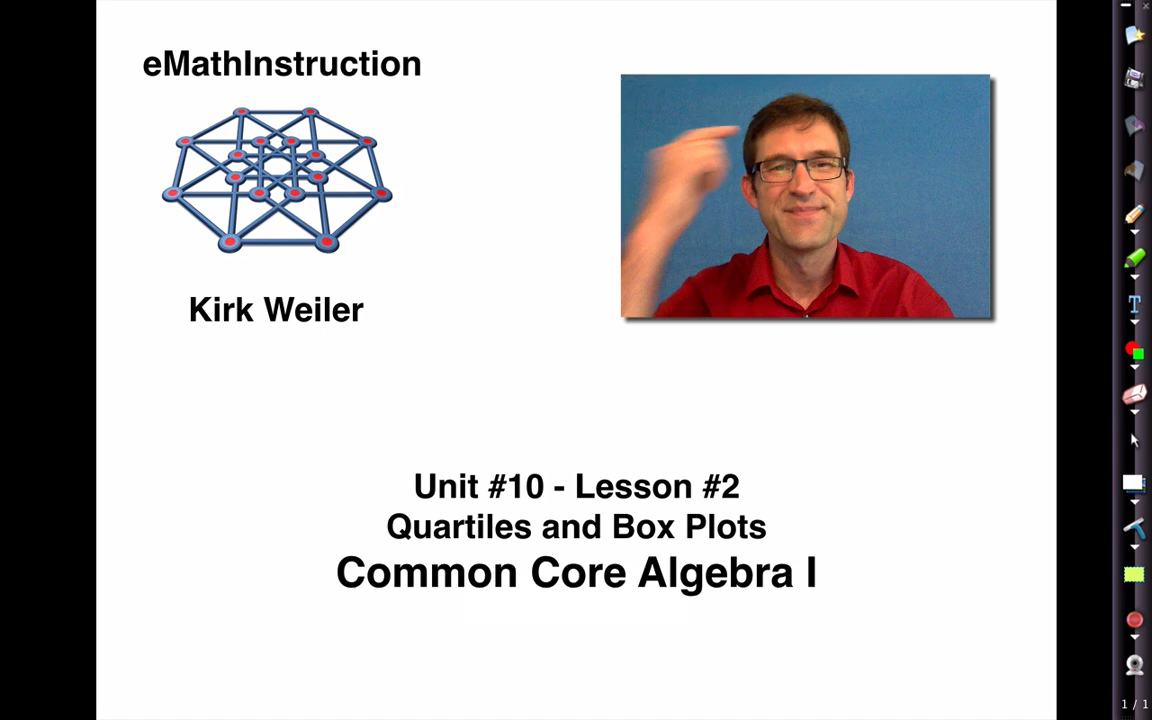 eMathInstruction
Kirk Weiler
Unit #10 - Lesson #2
Quartiles and Box Plots
Common Core Algebra I
T
1 / 1